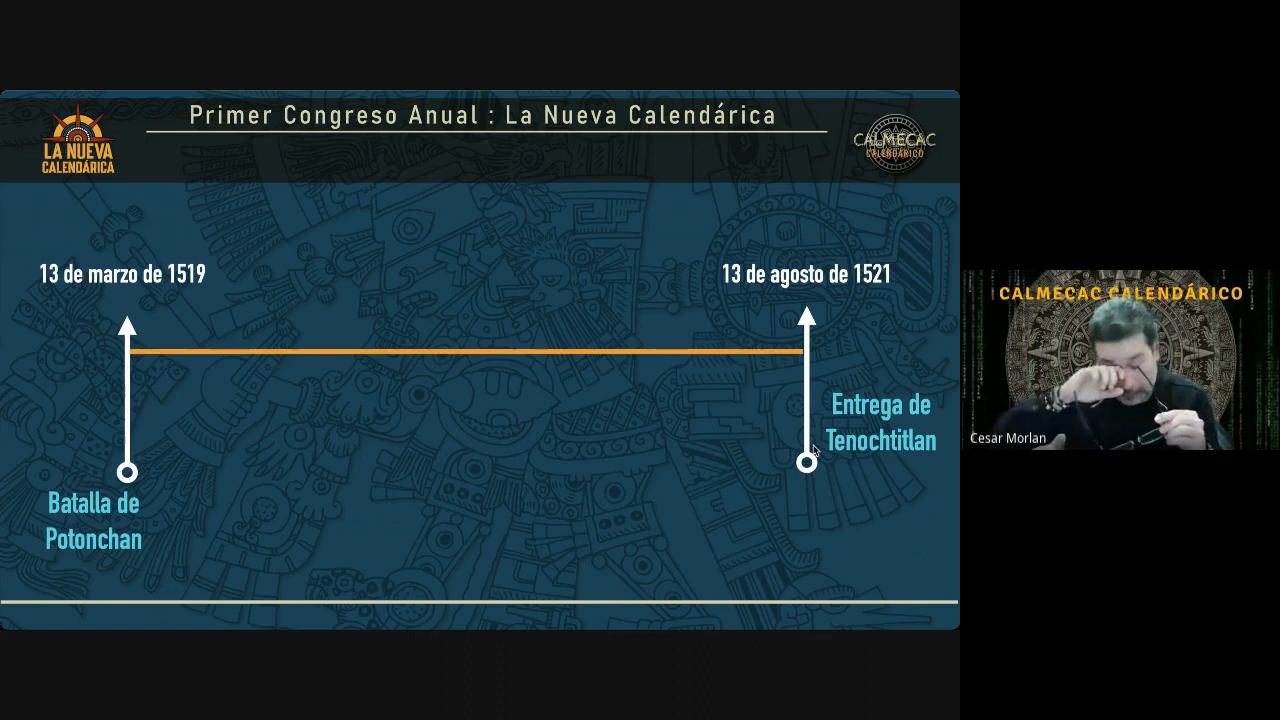 Primer Congreso Anual : La Nueva Calendárica
LA NUEVA
CALENDÁRICA
CALMECAC
CALENDÁRICO
13 de marzo de 1519
13 de agosto de 1521
Entrega de
Tenochtitlan
Batalla de
Potonchan
CALMECAC CALENDÁRICO
Cesar Morlan